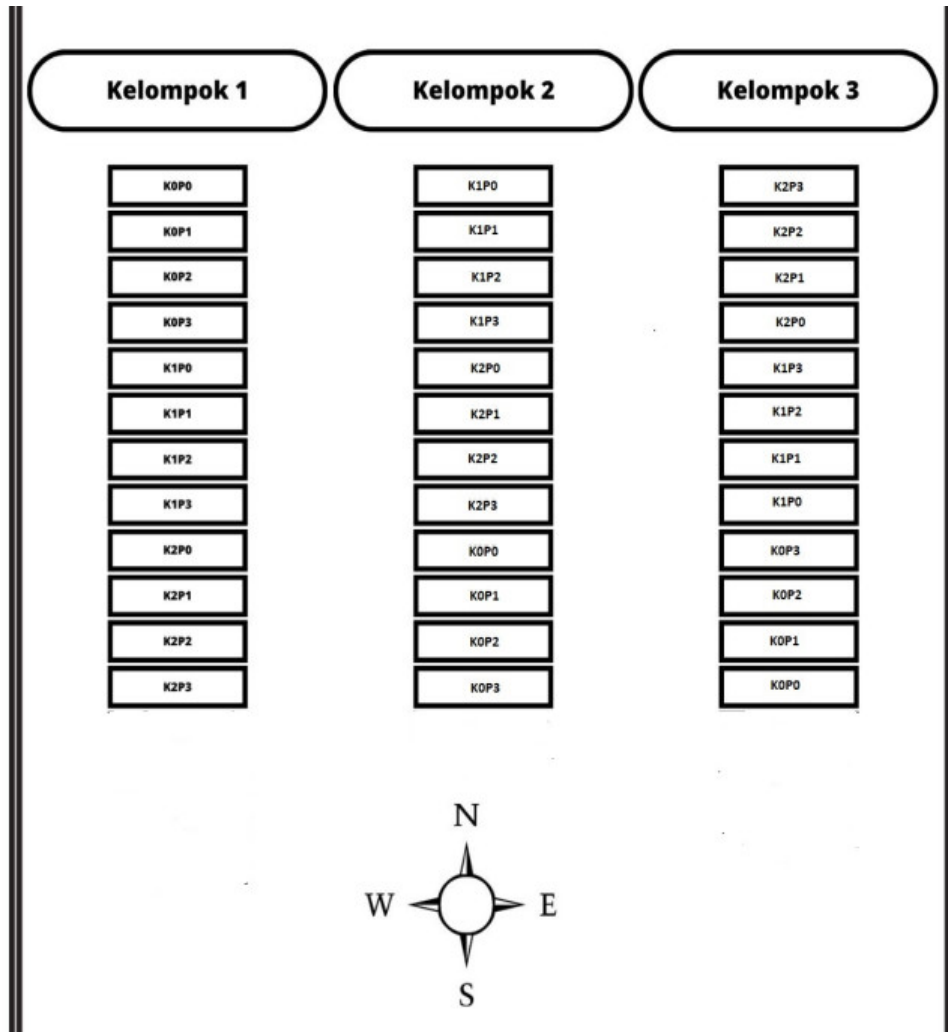 Kelompok 1 Kelompok 2 Kelompok 3
K0P0 K1P0 K2P3
K0P1 K1P1 K2P2
K0P2 K1P2 K2P1
K0P3 K1P3 K2P0
K1P0 K2P0 K1P3
K1P1 K2P1 K1P2
K1P2 K2P2 K1P1
K1P3 K2P3 K1P0
K2P0 K0P0 K0P3
K2P1 K0P1 K0P2
K2P2 K0P2 K0P1
K2P3 K0P3 K0P0
N
W E
S